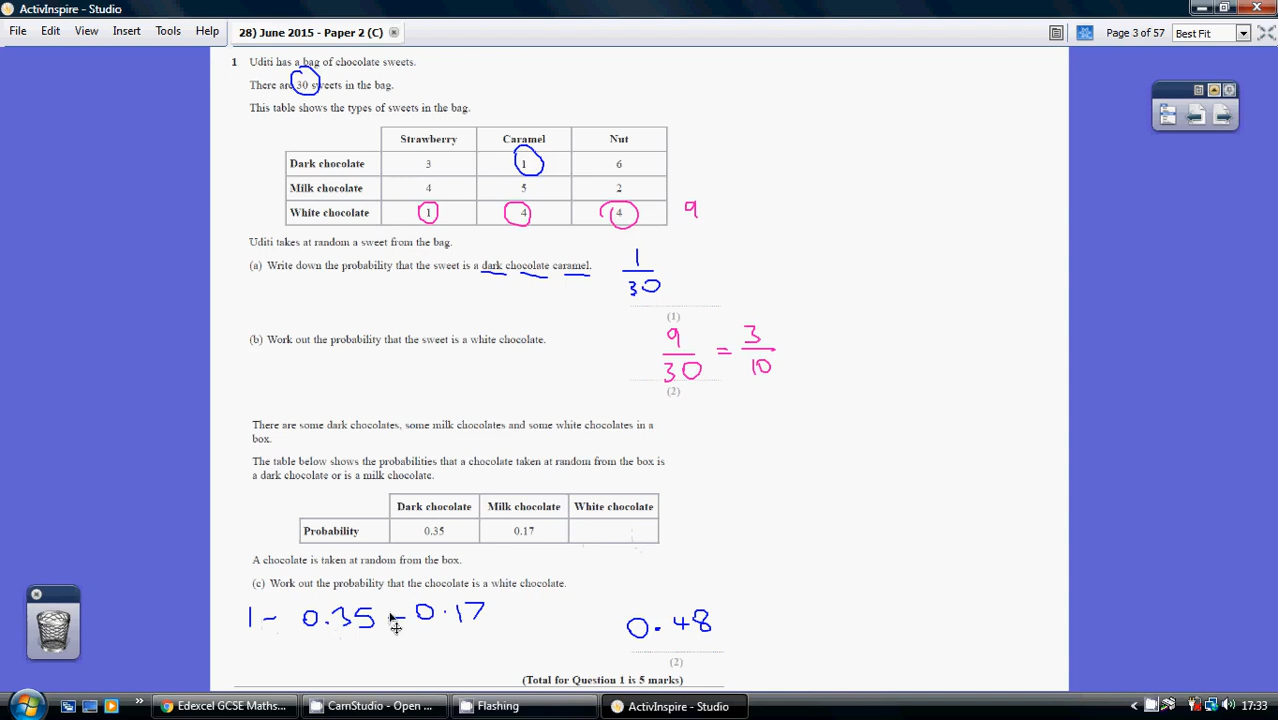 ActivInspire - Studio
File Edit View Insert Tools Help 28) June 2015 - Paper 2 (C) Page 3 of 57 Best Fit
1 Uditi has a bag of chocolate sweets.
There are 30 sweets in the bag.
This table shows the types of sweets in the bag.
Strawberry Caramel Nut
Dark chocolate 3 1 6
Milk chocolate 4 5 2
White chocolate 1 4 4 9
Uditi takes at random a sweet from the bag.
(a) Write down the probability that the sweet is a dark chocolate caramel. 1/30
(1)
(b) Work out the probability that the sweet is a white chocolate. 9/30 = 3/10
(2)
There are some dark chocolates, some milk chocolates and some white chocolates in a
box.
The table below shows the probabilities that a chocolate taken at random from the box is
a dark chocolate or is a milk chocolate.
Dark chocolate Milk chocolate White chocolate
Probability 0.35 0.17
A chocolate is taken at random from the box.
(c) Work out the probability that the chocolate is a white chocolate.
1 - 0.35 - 0.17 0.48
(2)
(Total for Question 1 is 5 marks)
Edexcel GCSE Maths... CamStudio - Open ... Flashing ActivInspire - Studio 17:33